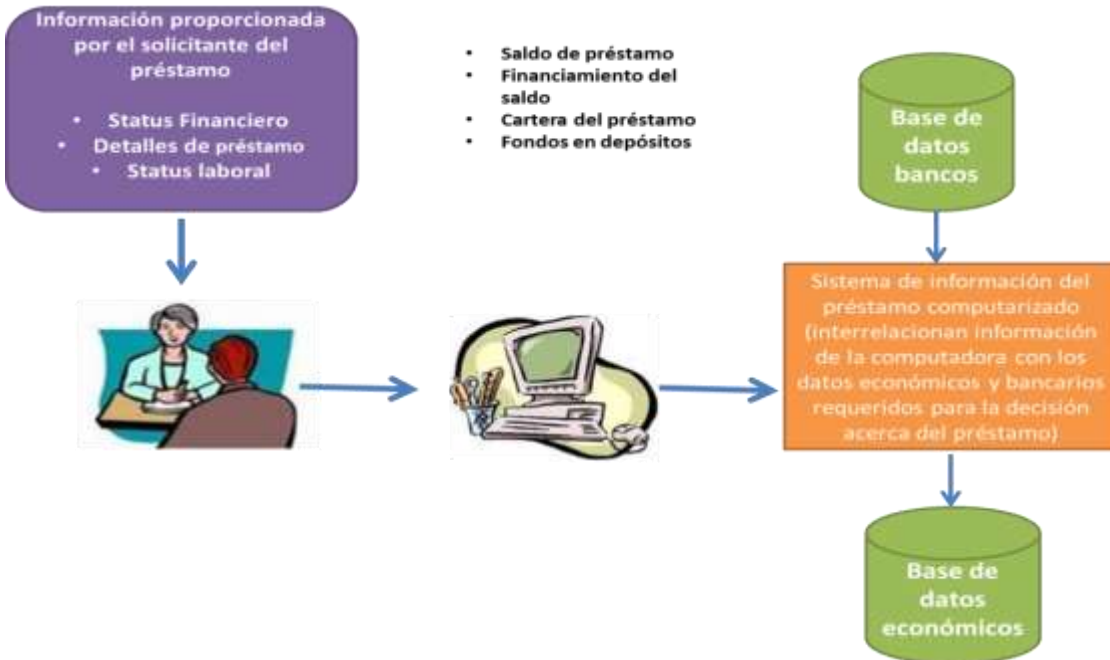 Información proporcionada
por el solicitante del
préstamo
• Status Financiero
• Detalles de préstamo
• Status laboral
• Saldo de préstamo
• Financiamiento del
saldo
• Cartera del préstamo
• Fondos en depósitos
Base de
datos
bancos
Sistema de información del
préstamo computarizado
(interrelacionan información
de la computadora con los
datos económicos y bancarios
requeridos para la decisión
acerca del préstamo)
Base de
datos
económicos